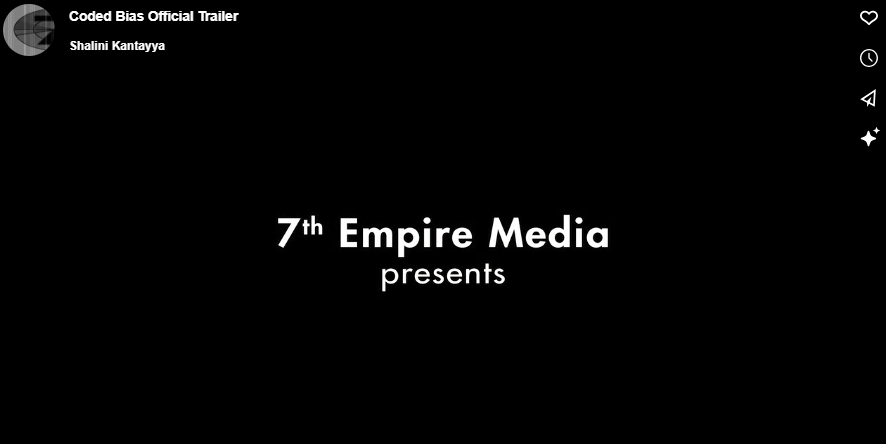 Coded Bias Official Trailer
Shalini Kantayya
7th Empire Media
presents